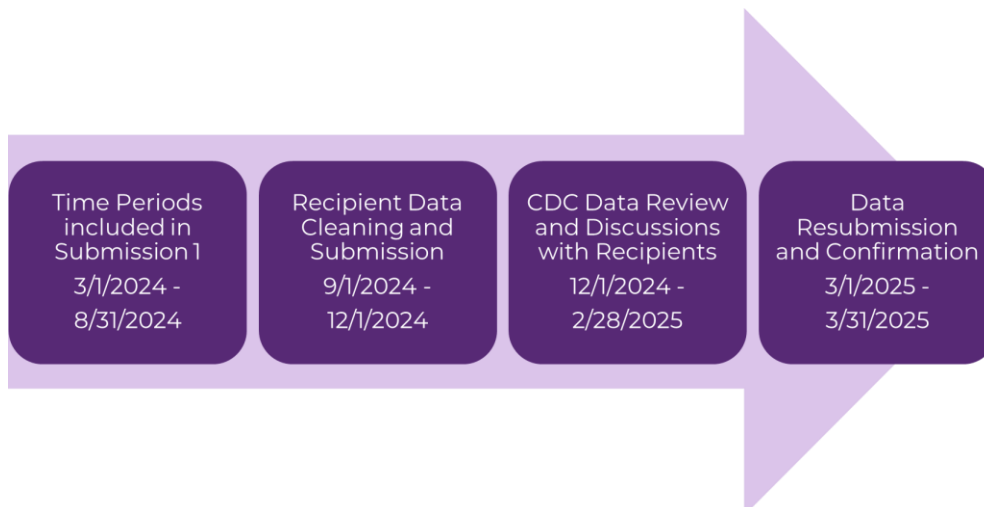 Time Periods
included in
Submission 1
3/1/2024 -
8/31/2024
Recipient Data
Cleaning and
Submission
9/1/2024 -
12/1/2024
CDC Data Review
and Discussions
with Recipients
12/1/2024 -
2/28/2025
Data
Resubmission
and Confirmation
3/1/2025 -
3/31/2025